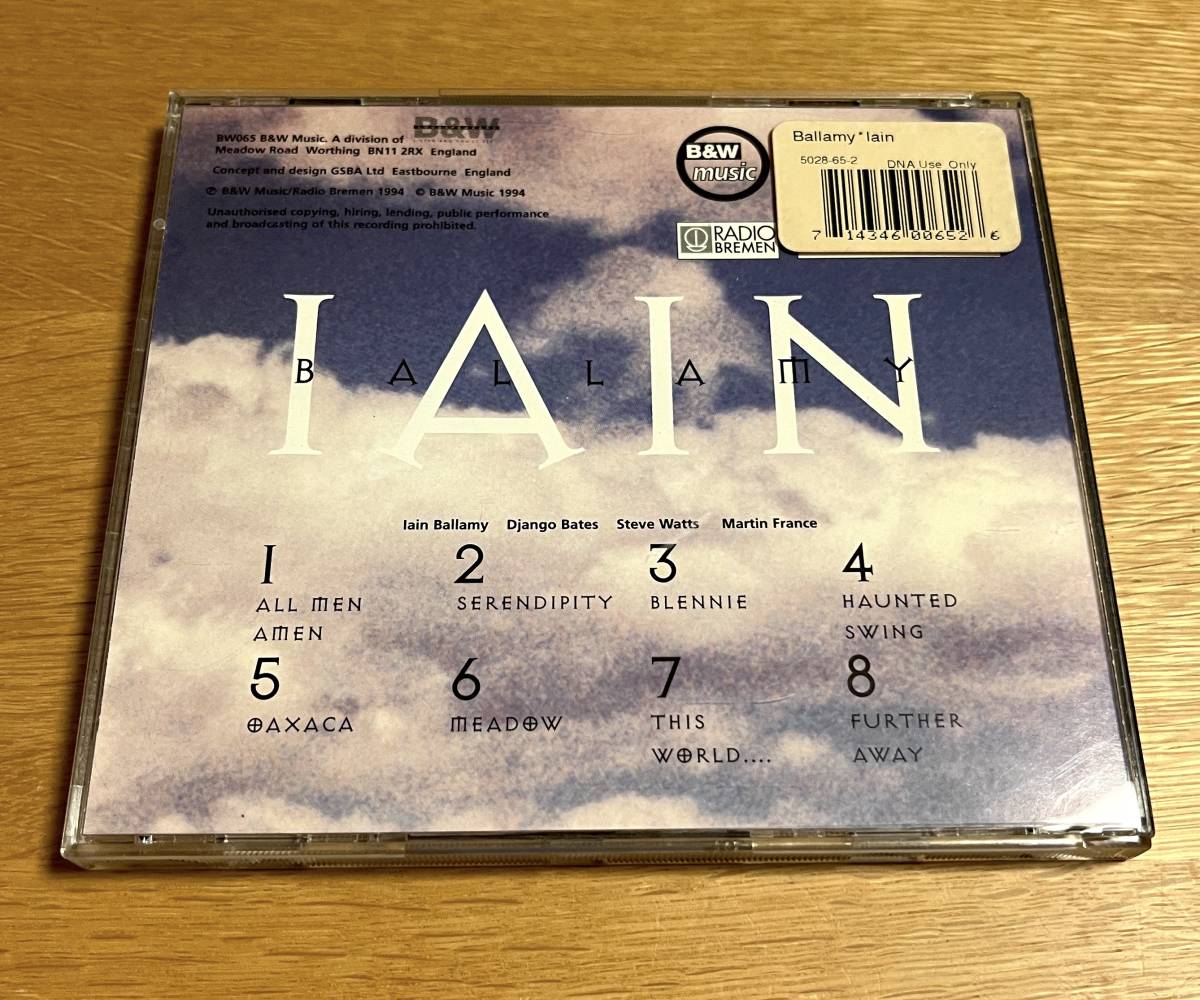 BW065 B&W Music. A division of B&W
Meadow Road Worthing BN11 2RX England
Concept and design GSBA Ltd Eastbourne England
℗ B&W Music/Radio Bremen 1994 © B&W Music 1994
Unauthorised copying, hiring, lending, public performance
and broadcasting of this recording prohibited.
B&W
music
RADIO
BREMEN
Ballamy*Iain
5028-65-2 DNA Use Only
7 14346 00652 6
IAIN
BALLAMY
Iain Ballamy Django Bates Steve Watts Martin France
1 2 3 4
ALL MEN SERENDIPITY BLENNIE HAUNTED
AMEN SWING
5 6 7 8
OAXACA MEADOW THIS FURTHER
WORLD.... AWAY